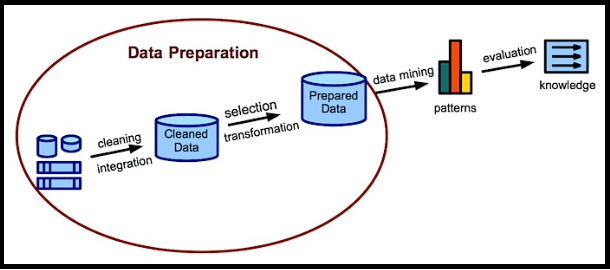 Data Preparation
cleaning
integration
Cleaned
Data
selection
transformation
Prepared
Data
data mining
patterns
evaluation
knowledge